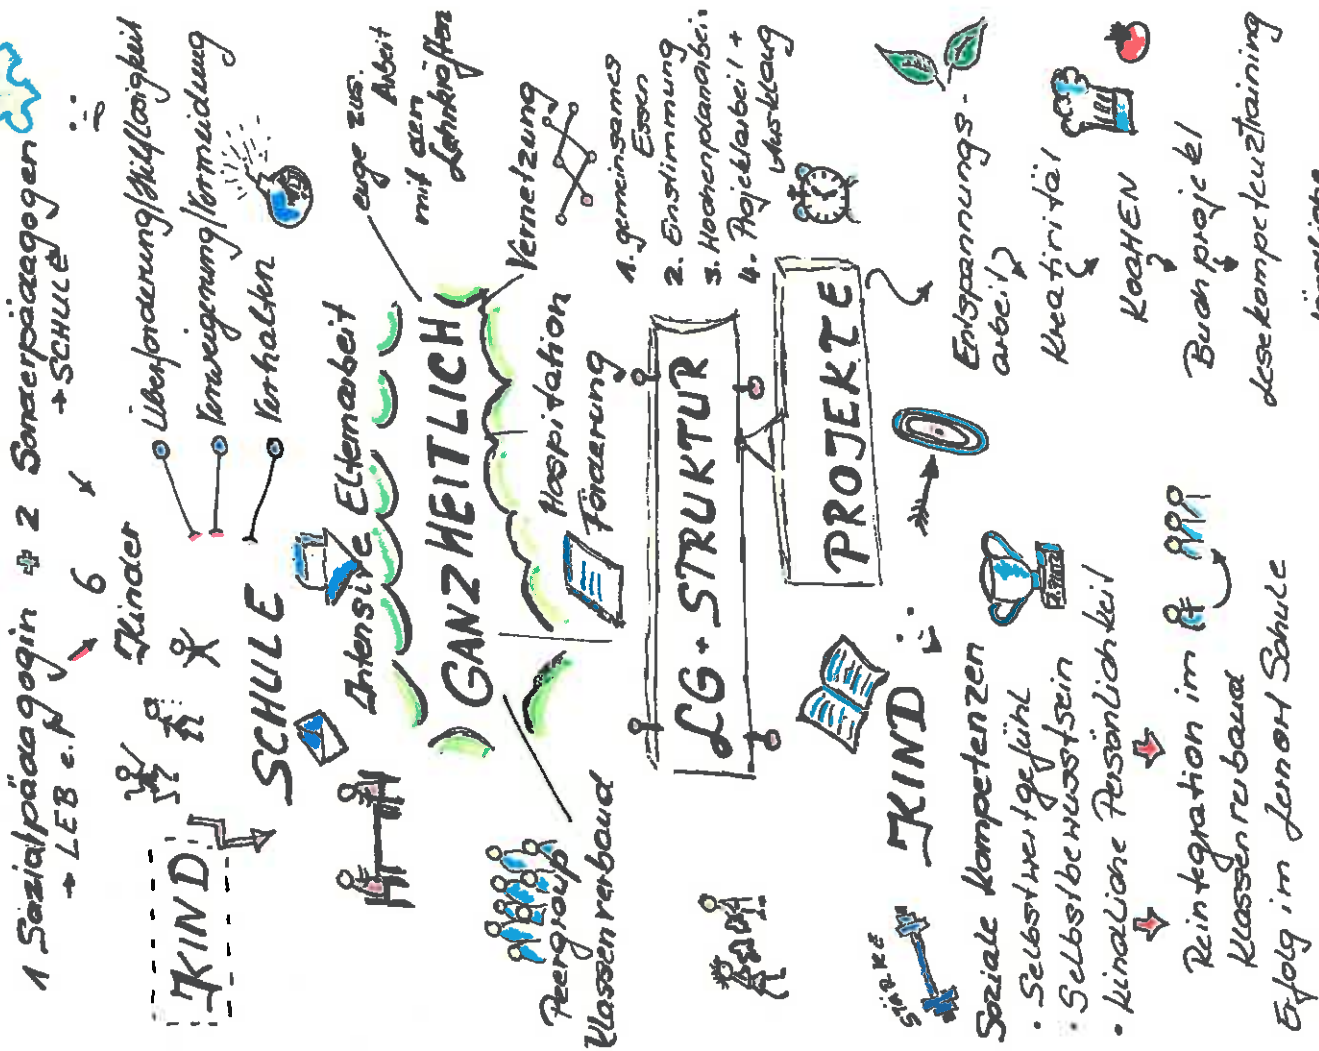 1 Sozialpädagogin + 2 Sonderpädagogen
→ LEB e.V
→ SCHULE
6
Kinder
KIND
SCHULE
Überforderung/Hilflosigkeit
Verweigerung/Vermeidung
Verhalten
Intensive Elternarbeit
GANZHEITLICH
enge zus.
Arbeit
mit den
Lehrkräften
Vernetzung
Hospitation
Förderung
Peergroup
Klassenverband
LG-STRUKTUR
1. gemeinsames
Essen
2. Einstimmung
3. Wochenplanarbeit
4. Projektarbeit +
Ausklang
PROJEKTE
Entspannungs-
arbeit
Kreativität
KOCHEN
Buchprojekt
Lesekompetenztraining
KIND
STÄRKE
Soziale Kompetenzen
• Selbstwertgefühl
• Selbstbewusstsein
• kindliche Persönlichkeit
Reintegration im
Klassenverband
Erfolg im Lernort Schule